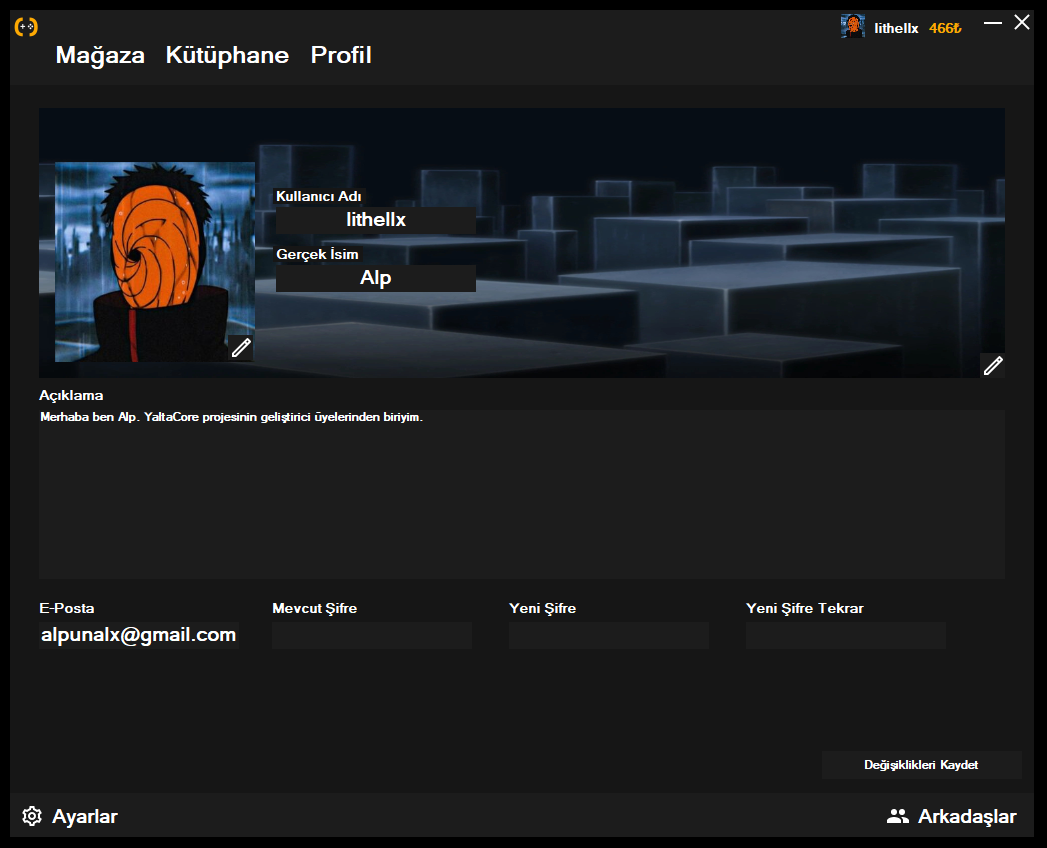 lithellx 466₺
Mağaza Kütüphane Profil
Kullanıcı Adı
lithellx
Gerçek İsim
Alp
Açıklama
Merhaba ben Alp. YaltaCore projesinin geliştirici üyelerinden biriyim.
E-Posta Mevcut Şifre Yeni Şifre Yeni Şifre Tekrar
alpunalx@gmail.com
Değişiklikleri Kaydet
Ayarlar Arkadaşlar